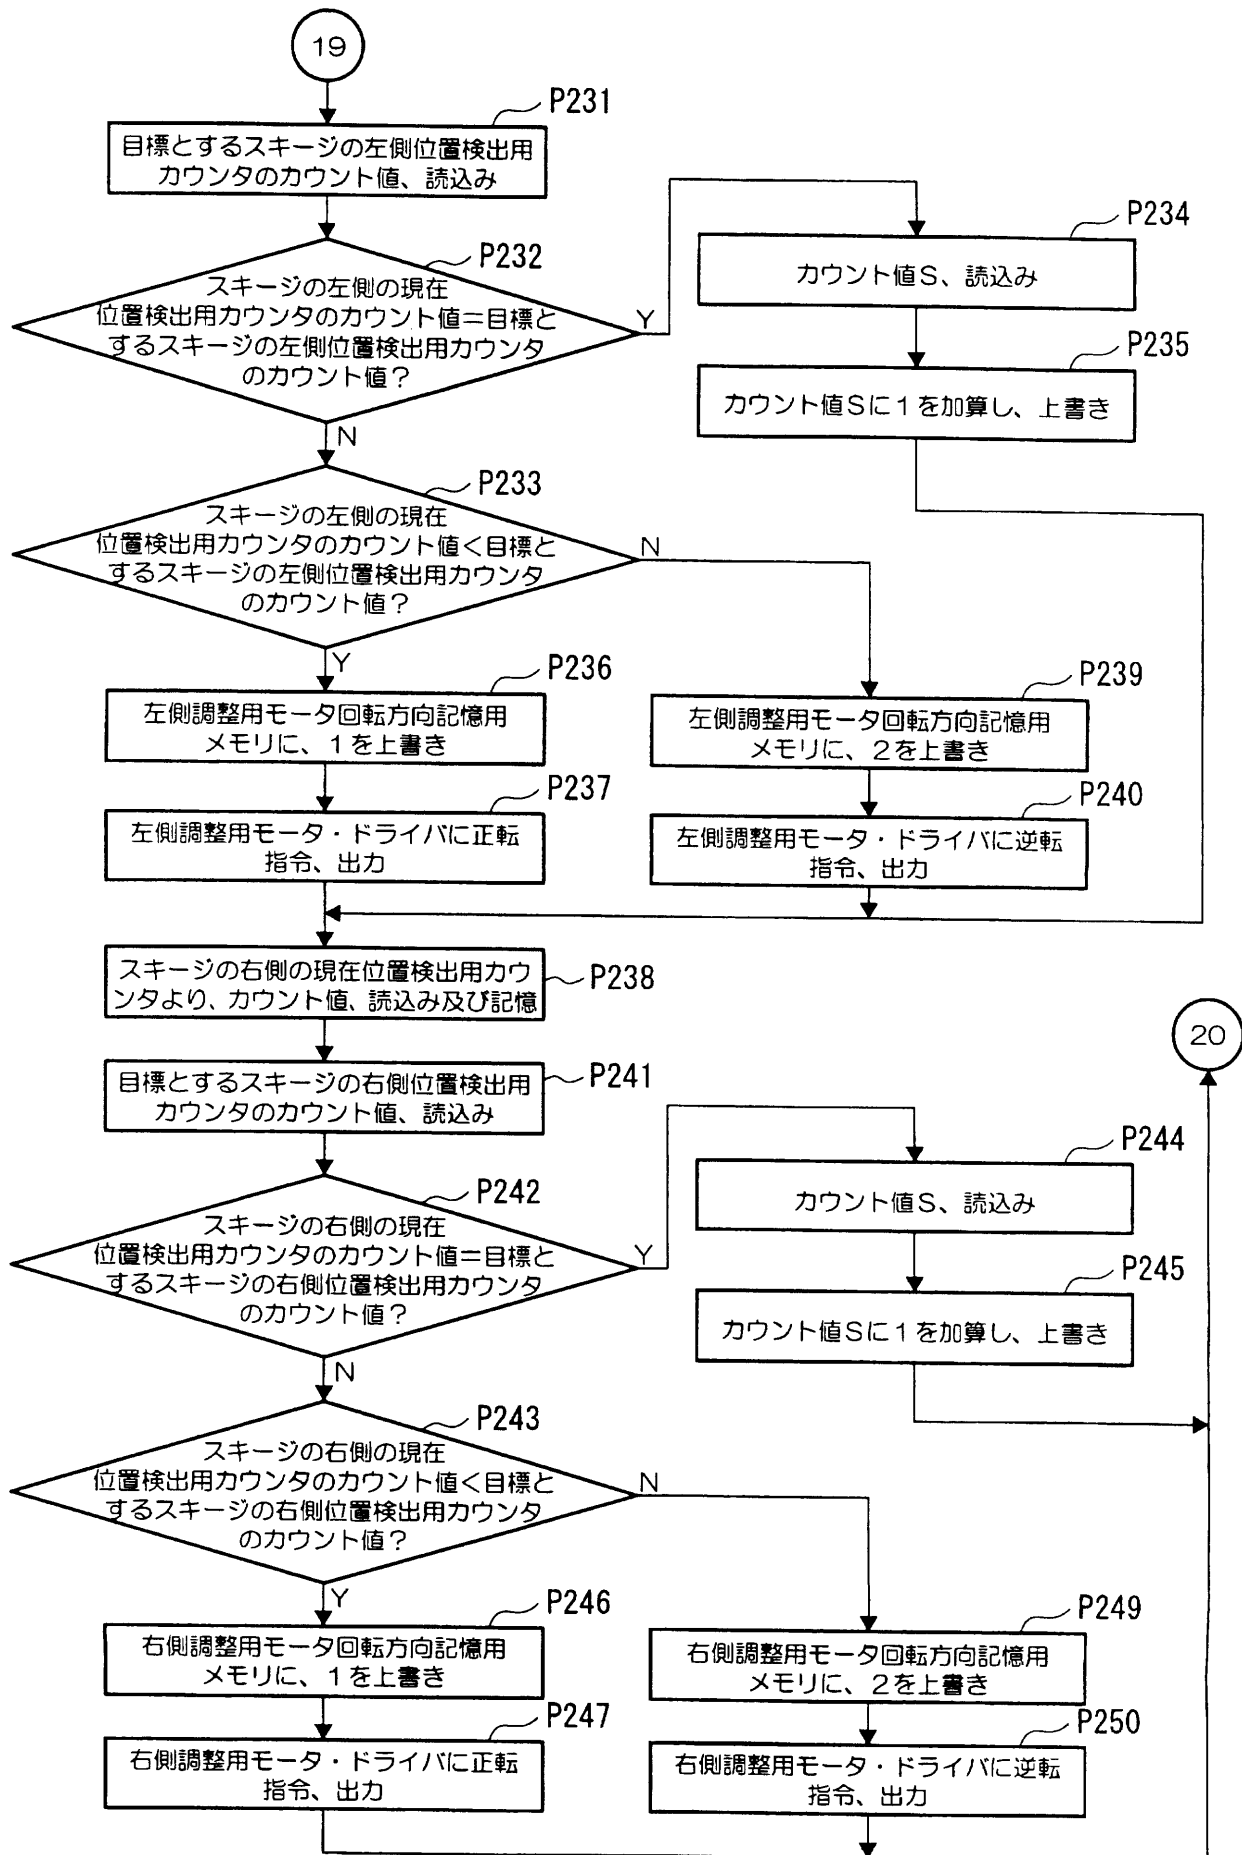 19
P231
目標とするスキージの左側位置検出用
カウンタのカウント値、読込み
P232
スキージの左側の現在
位置検出用カウンタのカウント値＝目標と
するスキージの左側位置検出用カウンタ
のカウント値？
Y
N
P234
カウント値Ｓ、読込み
P235
カウント値Ｓに１を加算し、上書き
P233
スキージの左側の現在
位置検出用カウンタのカウント値＜目標と
するスキージの左側位置検出用カウンタ
のカウント値？
N
Y
P236
左側調整用モータ回転方向記憶用
メモリに、１を上書き
P239
左側調整用モータ回転方向記憶用
メモリに、２を上書き
P237
左側調整用モータ・ドライバに正転
指令、出力
P240
左側調整用モータ・ドライバに逆転
指令、出力
P238
スキージの右側の現在位置検出用カウ
ンタより、カウント値、読込み及び記憶
20
P241
目標とするスキージの右側位置検出用
カウンタのカウント値、読込み
P242
スキージの右側の現在
位置検出用カウンタのカウント値＝目標と
するスキージの右側位置検出用カウンタ
のカウント値？
Y
N
P244
カウント値Ｓ、読込み
P245
カウント値Ｓに１を加算し、上書き
P243
スキージの右側の現在
位置検出用カウンタのカウント値＜目標と
するスキージの右側位置検出用カウンタ
のカウント値？
N
Y
P246
右側調整用モータ回転方向記憶用
メモリに、１を上書き
P249
右側調整用モータ回転方向記憶用
メモリに、２を上書き
P247
右側調整用モータ・ドライバに正転
指令、出力
P250
右側調整用モータ・ドライバに逆転
指令、出力